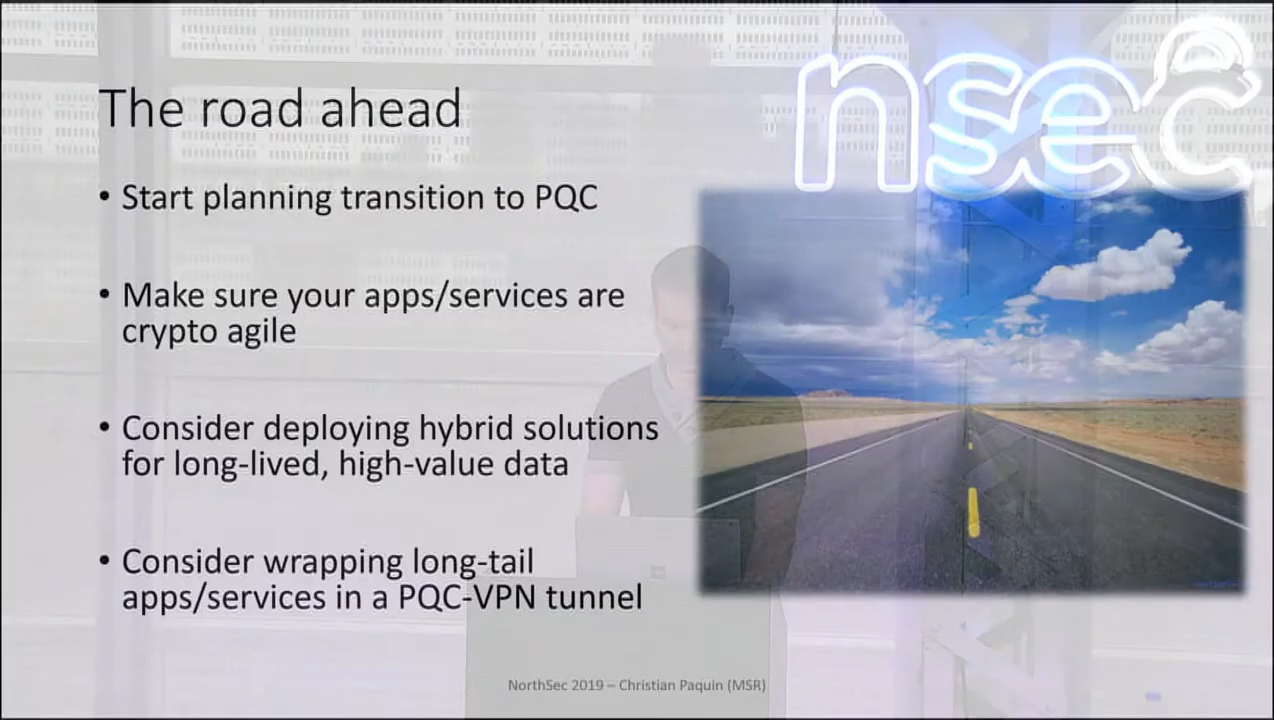 nsec
The road ahead
• Start planning transition to PQC
• Make sure your apps/services are
crypto agile
• Consider deploying hybrid solutions
for long-lived, high-value data
• Consider wrapping long-tail
apps/services in a PQC-VPN tunnel
NorthSec 2019 – Christian Paquin (MSR)